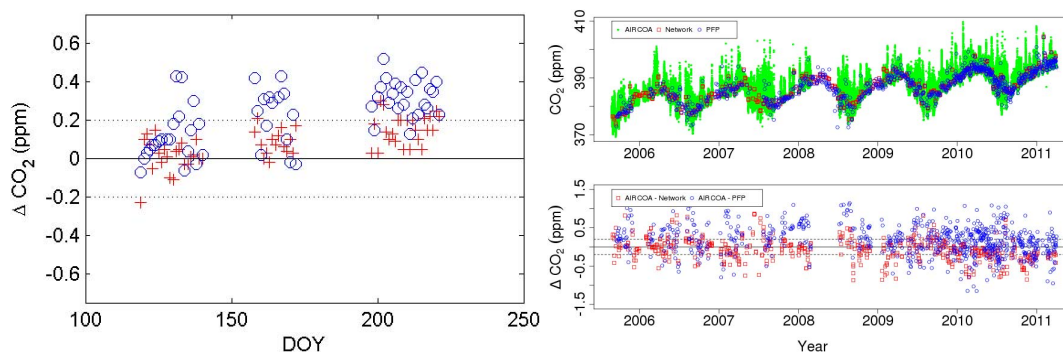 Δ CO2 (ppm)
0.6
0.4
0.2
0
-0.2
-0.4
-0.6
100
150
200
250
DOY
CO2 (ppm)
410
390
370
AIRCOA Network PFP
2006 2007 2008 2009 2010 2011
Δ CO2 (ppm)
1.5
0.5
-0.5
-1.5
AIRCOA - Network AIRCOA - PFP
2006 2007 2008 2009 2010 2011
Year